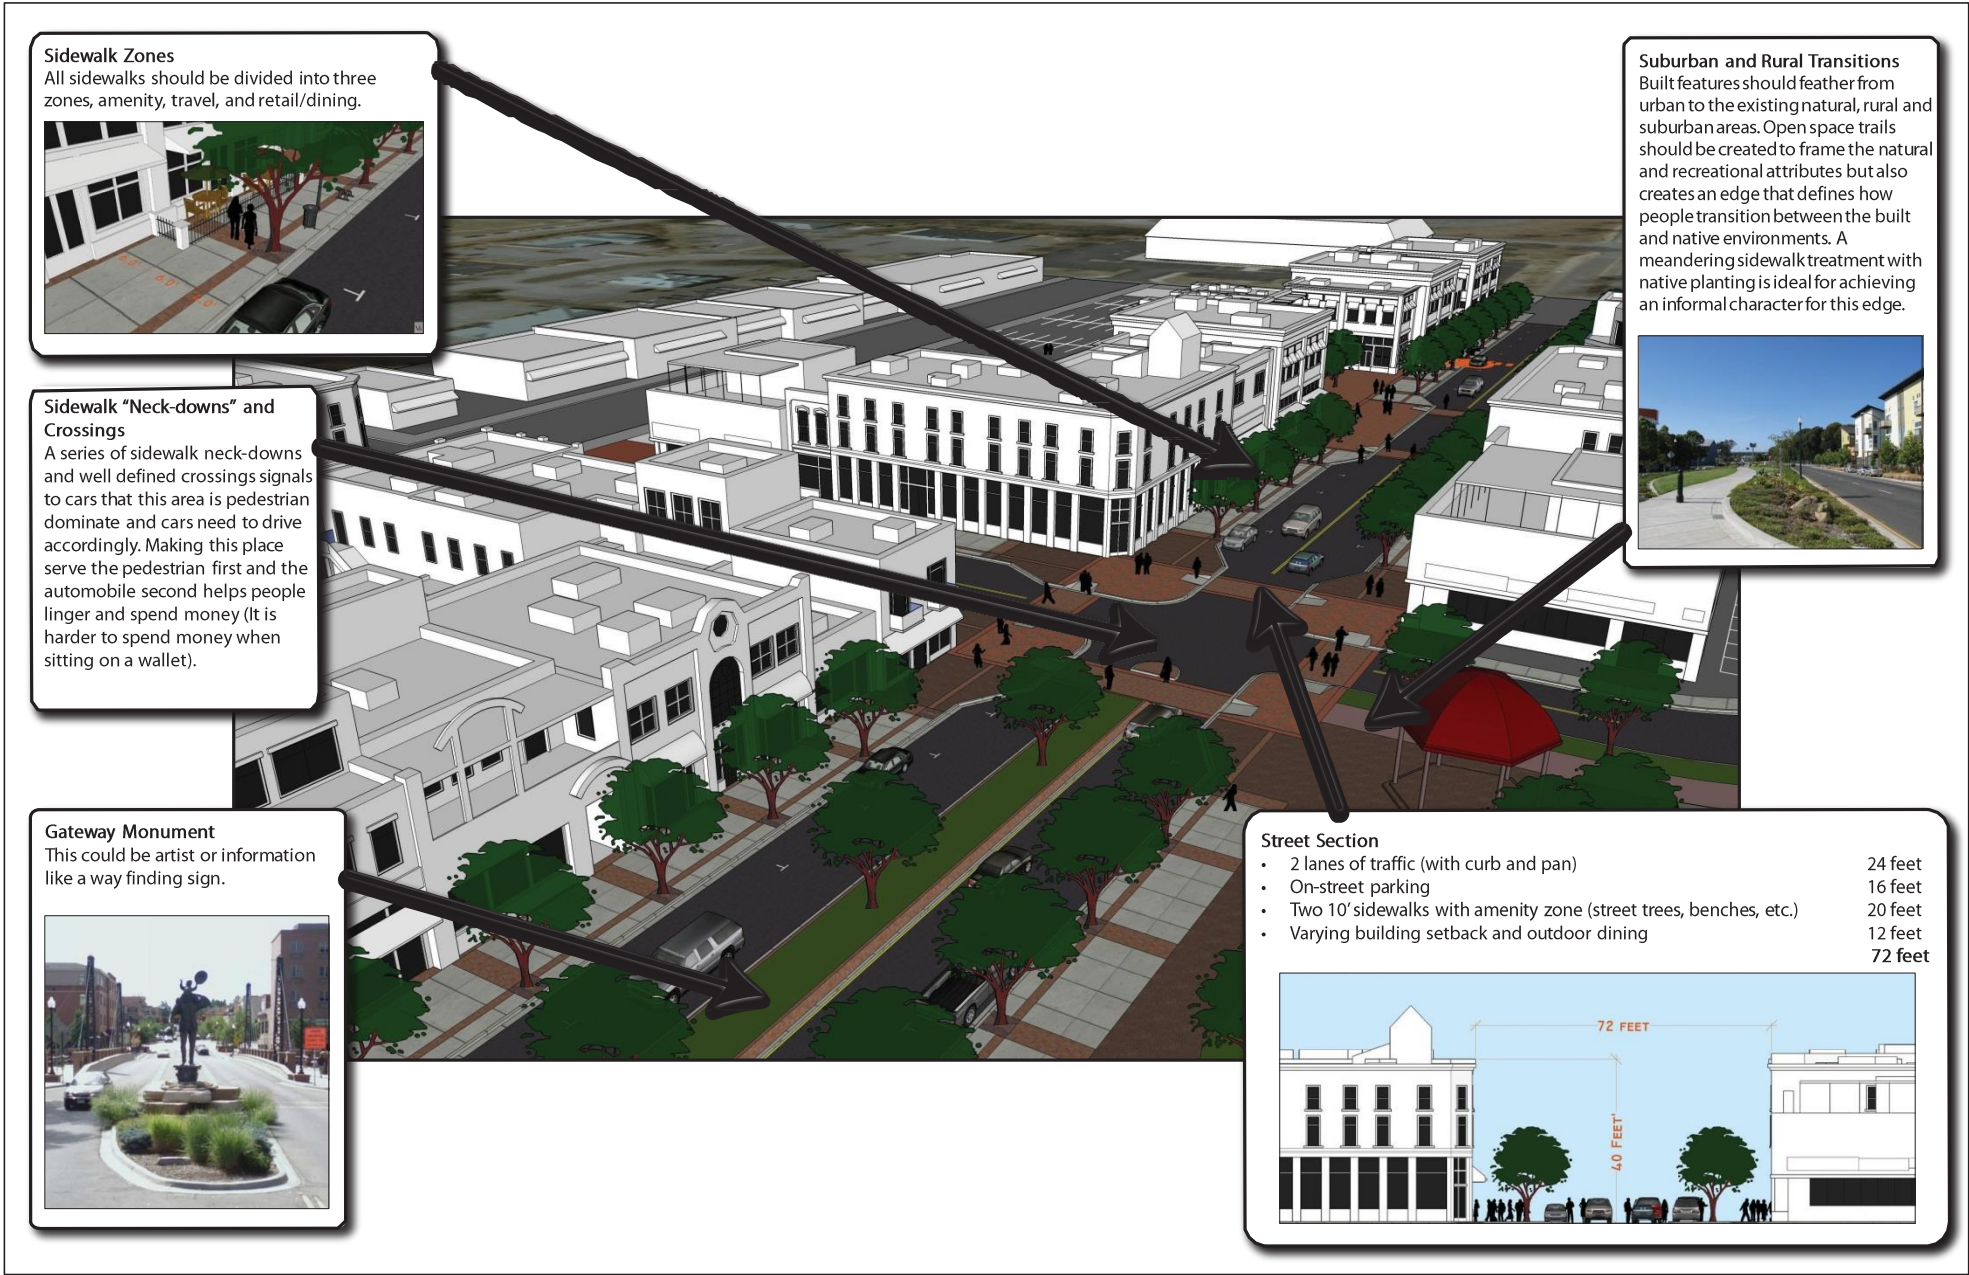 Sidewalk Zones
All sidewalks should be divided into three
zones, amenity, travel, and retail/dining.
6.0'
6.0'
Sidewalk “Neck-downs” and
Crossings
A series of sidewalk neck-downs
and well defined crossings signals
to cars that this area is pedestrian
dominate and cars need to drive
accordingly. Making this place
serve the pedestrian first and the
automobile second helps people
linger and spend money (It is
harder to spend money when
sitting on a wallet).
Gateway Monument
This could be artist or information
like a way finding sign.
Suburban and Rural Transitions
Built features should feather from
urban to the existing natural, rural and
suburban areas. Open space trails
should be created to frame the natural
and recreational attributes but also
creates an edge that defines how
people transition between the built
and native environments. A
meandering sidewalk treatment with
native planting is ideal for achieving
an informal character for this edge.
Street Section
• 2 lanes of traffic (with curb and pan) 24 feet
• On-street parking 16 feet
• Two 10’ sidewalks with amenity zone (street trees, benches, etc.) 20 feet
• Varying building setback and outdoor dining 12 feet
72 feet
72 FEET
40 FEET'